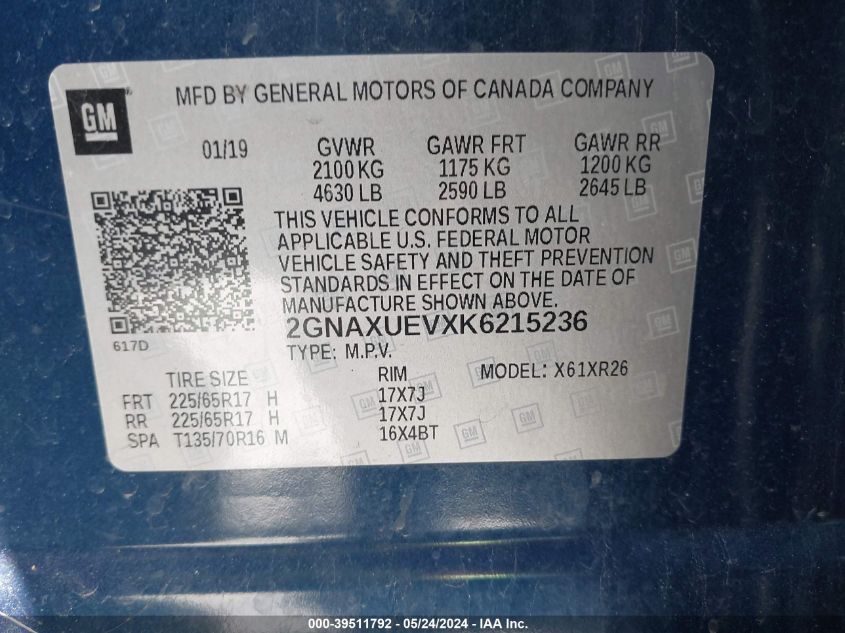 GM
MFD BY GENERAL MOTORS OF CANADA COMPANY
01/19 GVWR GAWR FRT GAWR RR
2100 KG 1175 KG 1200 KG
4630 LB 2590 LB 2645 LB
THIS VEHICLE CONFORMS TO ALL
APPLICABLE U.S. FEDERAL MOTOR
VEHICLE SAFETY AND THEFT PREVENTION
STANDARDS IN EFFECT ON THE DATE OF
MANUFACTURE SHOWN ABOVE.
2GNAXUEVXK6215236
617D
TYPE: M.P.V.
TIRE SIZE RIM MODEL: X61XR26
FRT 225/65R17 H 17X7J
RR 225/65R17 H 17X7J
SPA T135/70R16 M 16X4BT
000-39511792 - 05/24/2024 - IAA Inc.